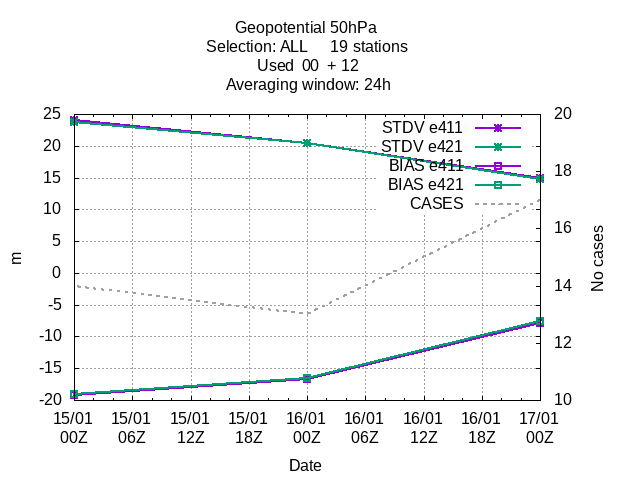 Geopotential 50hPa
Selection: ALL     19 stations
Used  00  + 12
Averaging window: 24h
25
20
15
10
5
0
-5
-10
-15
-20
m
20
18
16
14
12
10
No cases
STDV e411
STDV e421
BIAS e411
BIAS e421
CASES
15/01 15/01 15/01 15/01 16/01 16/01 16/01 16/01 17/01
00Z 06Z 12Z 18Z 00Z 06Z 12Z 18Z 00Z
Date